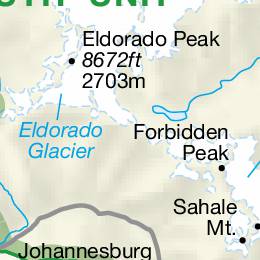 Eldorado Peak
8672ft
2703m
Eldorado
Glacier
Forbidden
Peak
Sahale
Mt.
Johannesburg